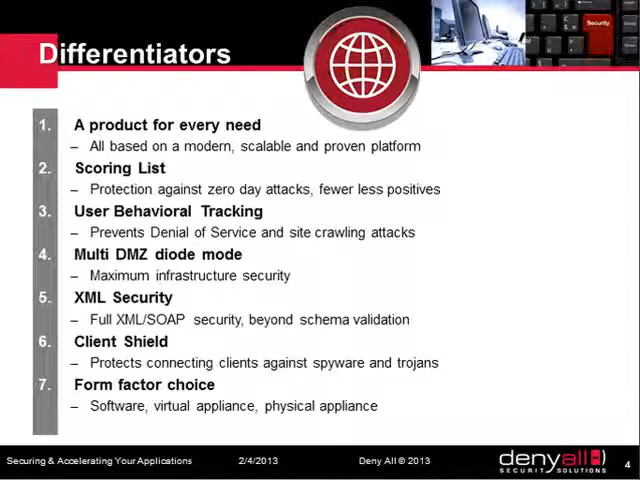 Differentiators
Security
1. A product for every need
– All based on a modern, scalable and proven platform
2. Scoring List
– Protection against zero day attacks, fewer less positives
3. User Behavioral Tracking
– Prevents Denial of Service and site crawling attacks
4. Multi DMZ diode mode
– Maximum infrastructure security
5. XML Security
– Full XML/SOAP security, beyond schema validation
6. Client Shield
– Protects connecting clients against spyware and trojans
7. Form factor choice
– Software, virtual appliance, physical appliance
Securing & Accelerating Your Applications 2/4/2013 Deny All © 2013
denyall
SECURITY SOLUTIONS
4